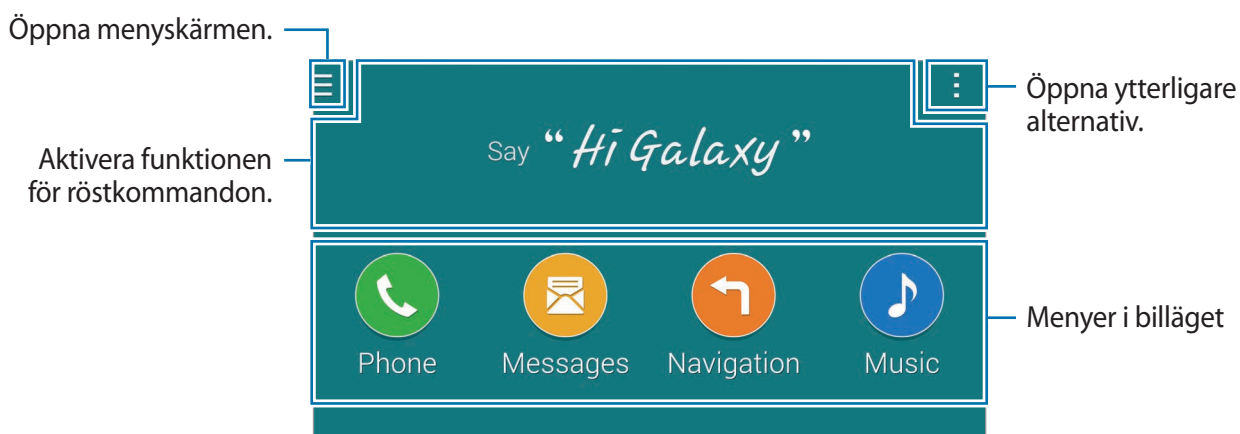 Öppna menyskärmen.
Öppna ytterligare
alternativ.
Say “Hi Galaxy”
Aktivera funktionen
för röstkommandon.
Menyer i billäget
Phone Messages Navigation Music